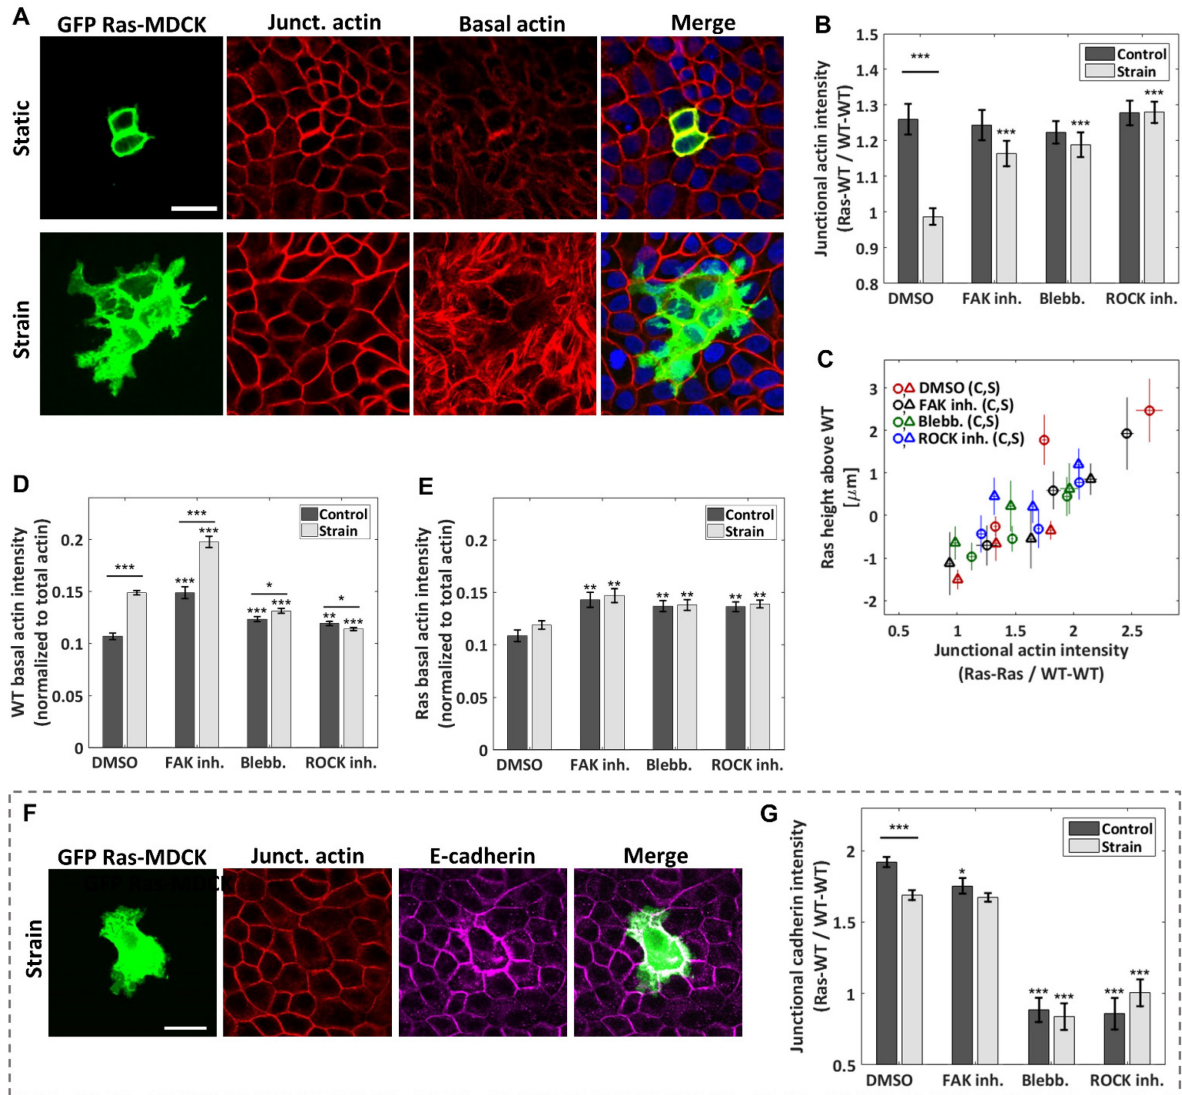 A
GFP Ras-MDCK Junct. actin Basal actin Merge
Static
Strain
B
Junctional actin intensity
(Ras-WT / WT-WT)
1.5
1.4
1.3
1.2
1.1
1
0.9
0.8
Control
Strain
***
*** *** ***
DMSO FAK inh. Blebb. ROCK inh.
C
Ras height above WT
[μm]
3
2
1
0
-1
-2
DMSO (C,S)
FAK inh. (C,S)
Blebb. (C,S)
ROCK inh. (C,S)
0.5 1 1.5 2 2.5
Junctional actin intensity
(Ras-Ras / WT-WT)
D
WT basal actin intensity
(normalized to total actin)
0.2
0.15
0.1
0.05
0
Control
Strain
*** *** * *
*** *** *** *** ** ***
DMSO FAK inh. Blebb. ROCK inh.
E
Ras basal actin intensity
(normalized to total actin)
0.2
0.15
0.1
0.05
0
Control
Strain
** ** ** ** ** **
DMSO FAK inh. Blebb. ROCK inh.
F
GFP Ras-MDCK Junct. actin E-cadherin Merge
GFP Ras-MDCK
Strain
G
Junctional cadherin intensity
(Ras-WT / WT-WT)
2
1.5
1
0.5
Control
Strain
***
* *** *** *** ***
DMSO FAK inh. Blebb. ROCK inh.